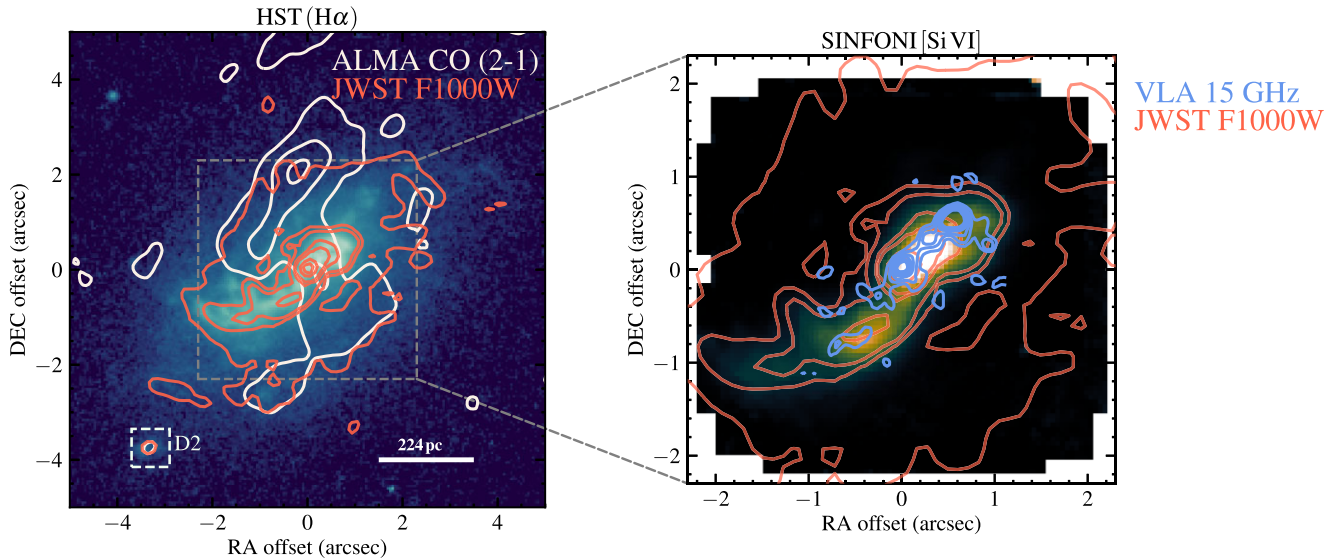 HST (Hα)
ALMA CO (2-1)
JWST F1000W
DEC offset (arcsec)
4
2
0
−2
−4
D2
224 pc
−4 −2 0 2 4
RA offset (arcsec)
SINFONI [Si VI]
VLA 15 GHz
JWST F1000W
DEC offset (arcsec)
2
1
0
−1
−2
−2 −1 0 1 2
RA offset (arcsec)